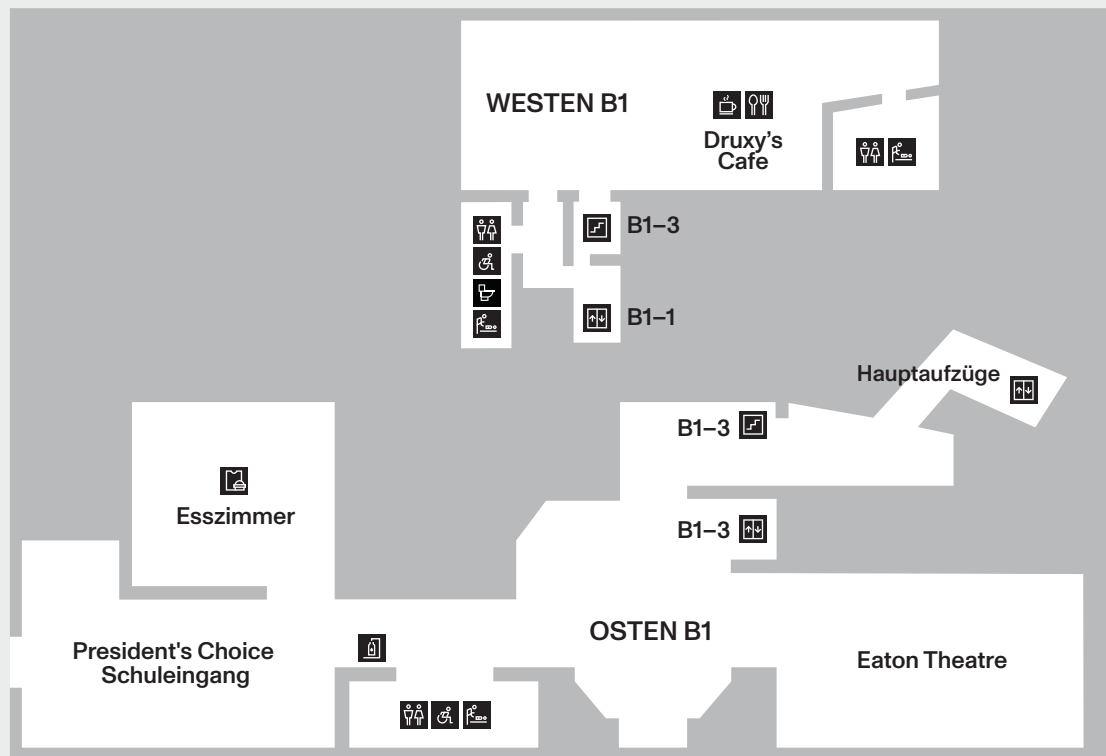 WESTEN B1
Druxy’s
Cafe
B1–3
B1–1
Hauptaufzüge
B1–3
Esszimmer
B1–3
OSTEN B1
President's Choice
Schuleingang
Eaton Theatre